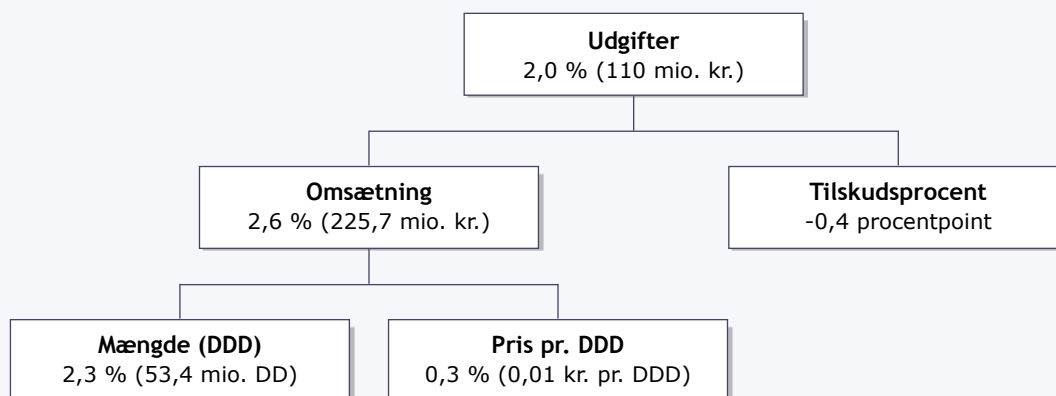 Udgifter
2,0 % (110 mio. kr.)
Omsætning
2,6 % (225,7 mio. kr.)
Tilskudsprocent
-0,4 procentpoint
Mængde (DDD)
2,3 % (53,4 mio. DD)
Pris pr. DDD
0,3 % (0,01 kr. pr. DDD)